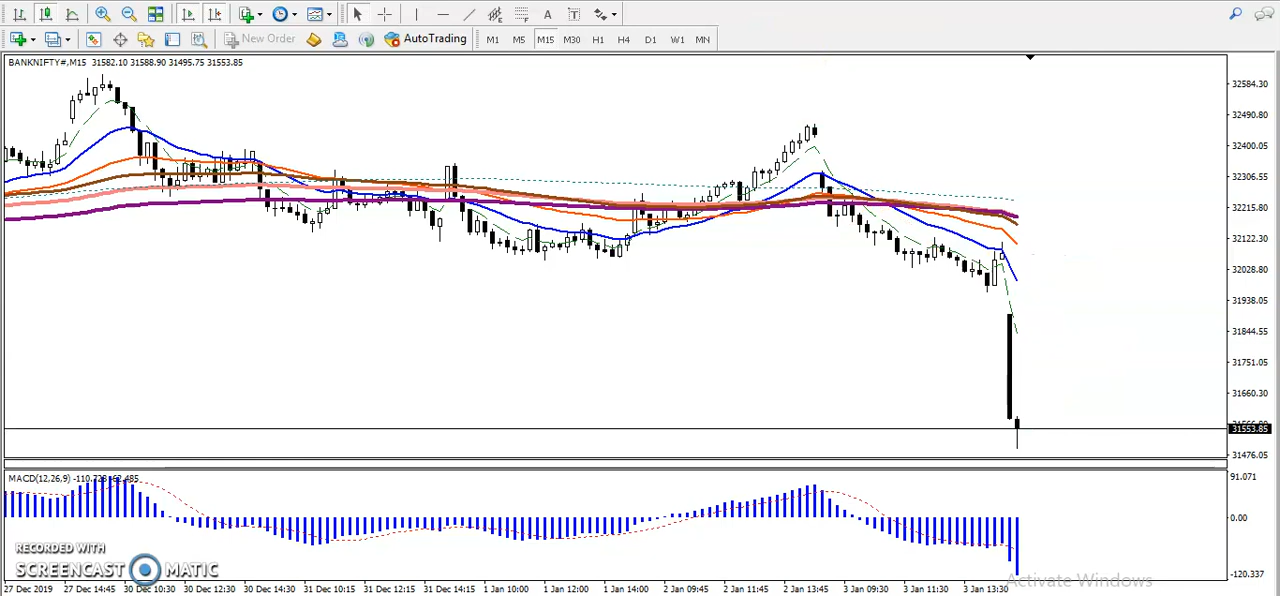 New Order
AutoTrading
M1 M5 M15 M30 H1 H4 D1 W1 MN
BANKNIFTY#,M15 31582.10 31588.90 31495.75 31553.85
32584.30
32490.80
32400.05
32306.55
32215.80
32122.30
32028.80
31938.05
31844.55
31751.05
31660.30
31553.85
31476.05
MACD(12,26,9)
91.071
0.00
-120.337
RECORDED WITH
SCREENCAST MATIC
Activate Windows
27 Dec 2019 27 Dec 14:45 30 Dec 10:30 30 Dec 12:30 30 Dec 14:30 31 Dec 10:15 31 Dec 12:15 31 Dec 14:15 1 Jan 10:00 1 Jan 12:00 1 Jan 14:00 2 Jan 09:45 2 Jan 11:45 2 Jan 13:45 3 Jan 09:30 3 Jan 11:30 3 Jan 13:30